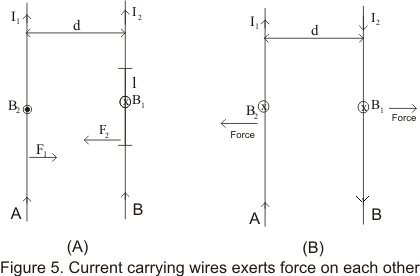 I1 I2
d
l
B2 B1
F2
F1
A B
(A)
I1 I2
d
B2 B1
Force Force
A B
(B)
Figure 5. Current carrying wires exerts force on each other